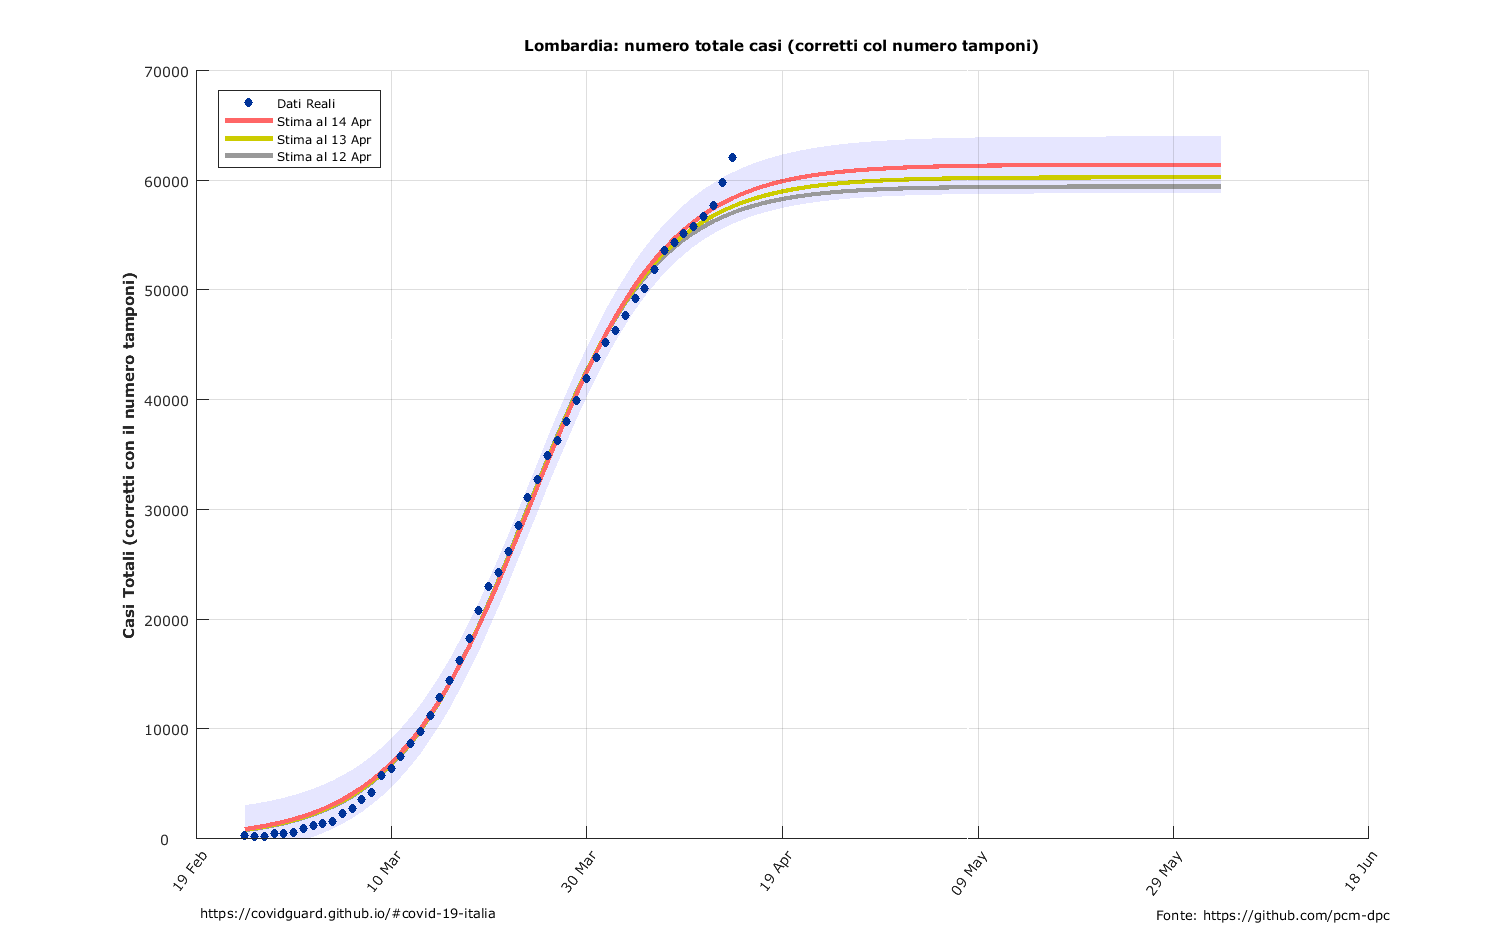 Lombardia: numero totale casi (corretti col numero tamponi)
70000
60000
50000
40000
30000
20000
10000
0
Casi Totali (corretti con il numero tamponi)
Dati Reali
Stima al 14 Apr
Stima al 13 Apr
Stima al 12 Apr
19 Feb
10 Mar
30 Mar
19 Apr
09 May
29 May
18 Jun
https://covidguard.github.io/#covid-19-italia
Fonte: https://github.com/pcm-dpc